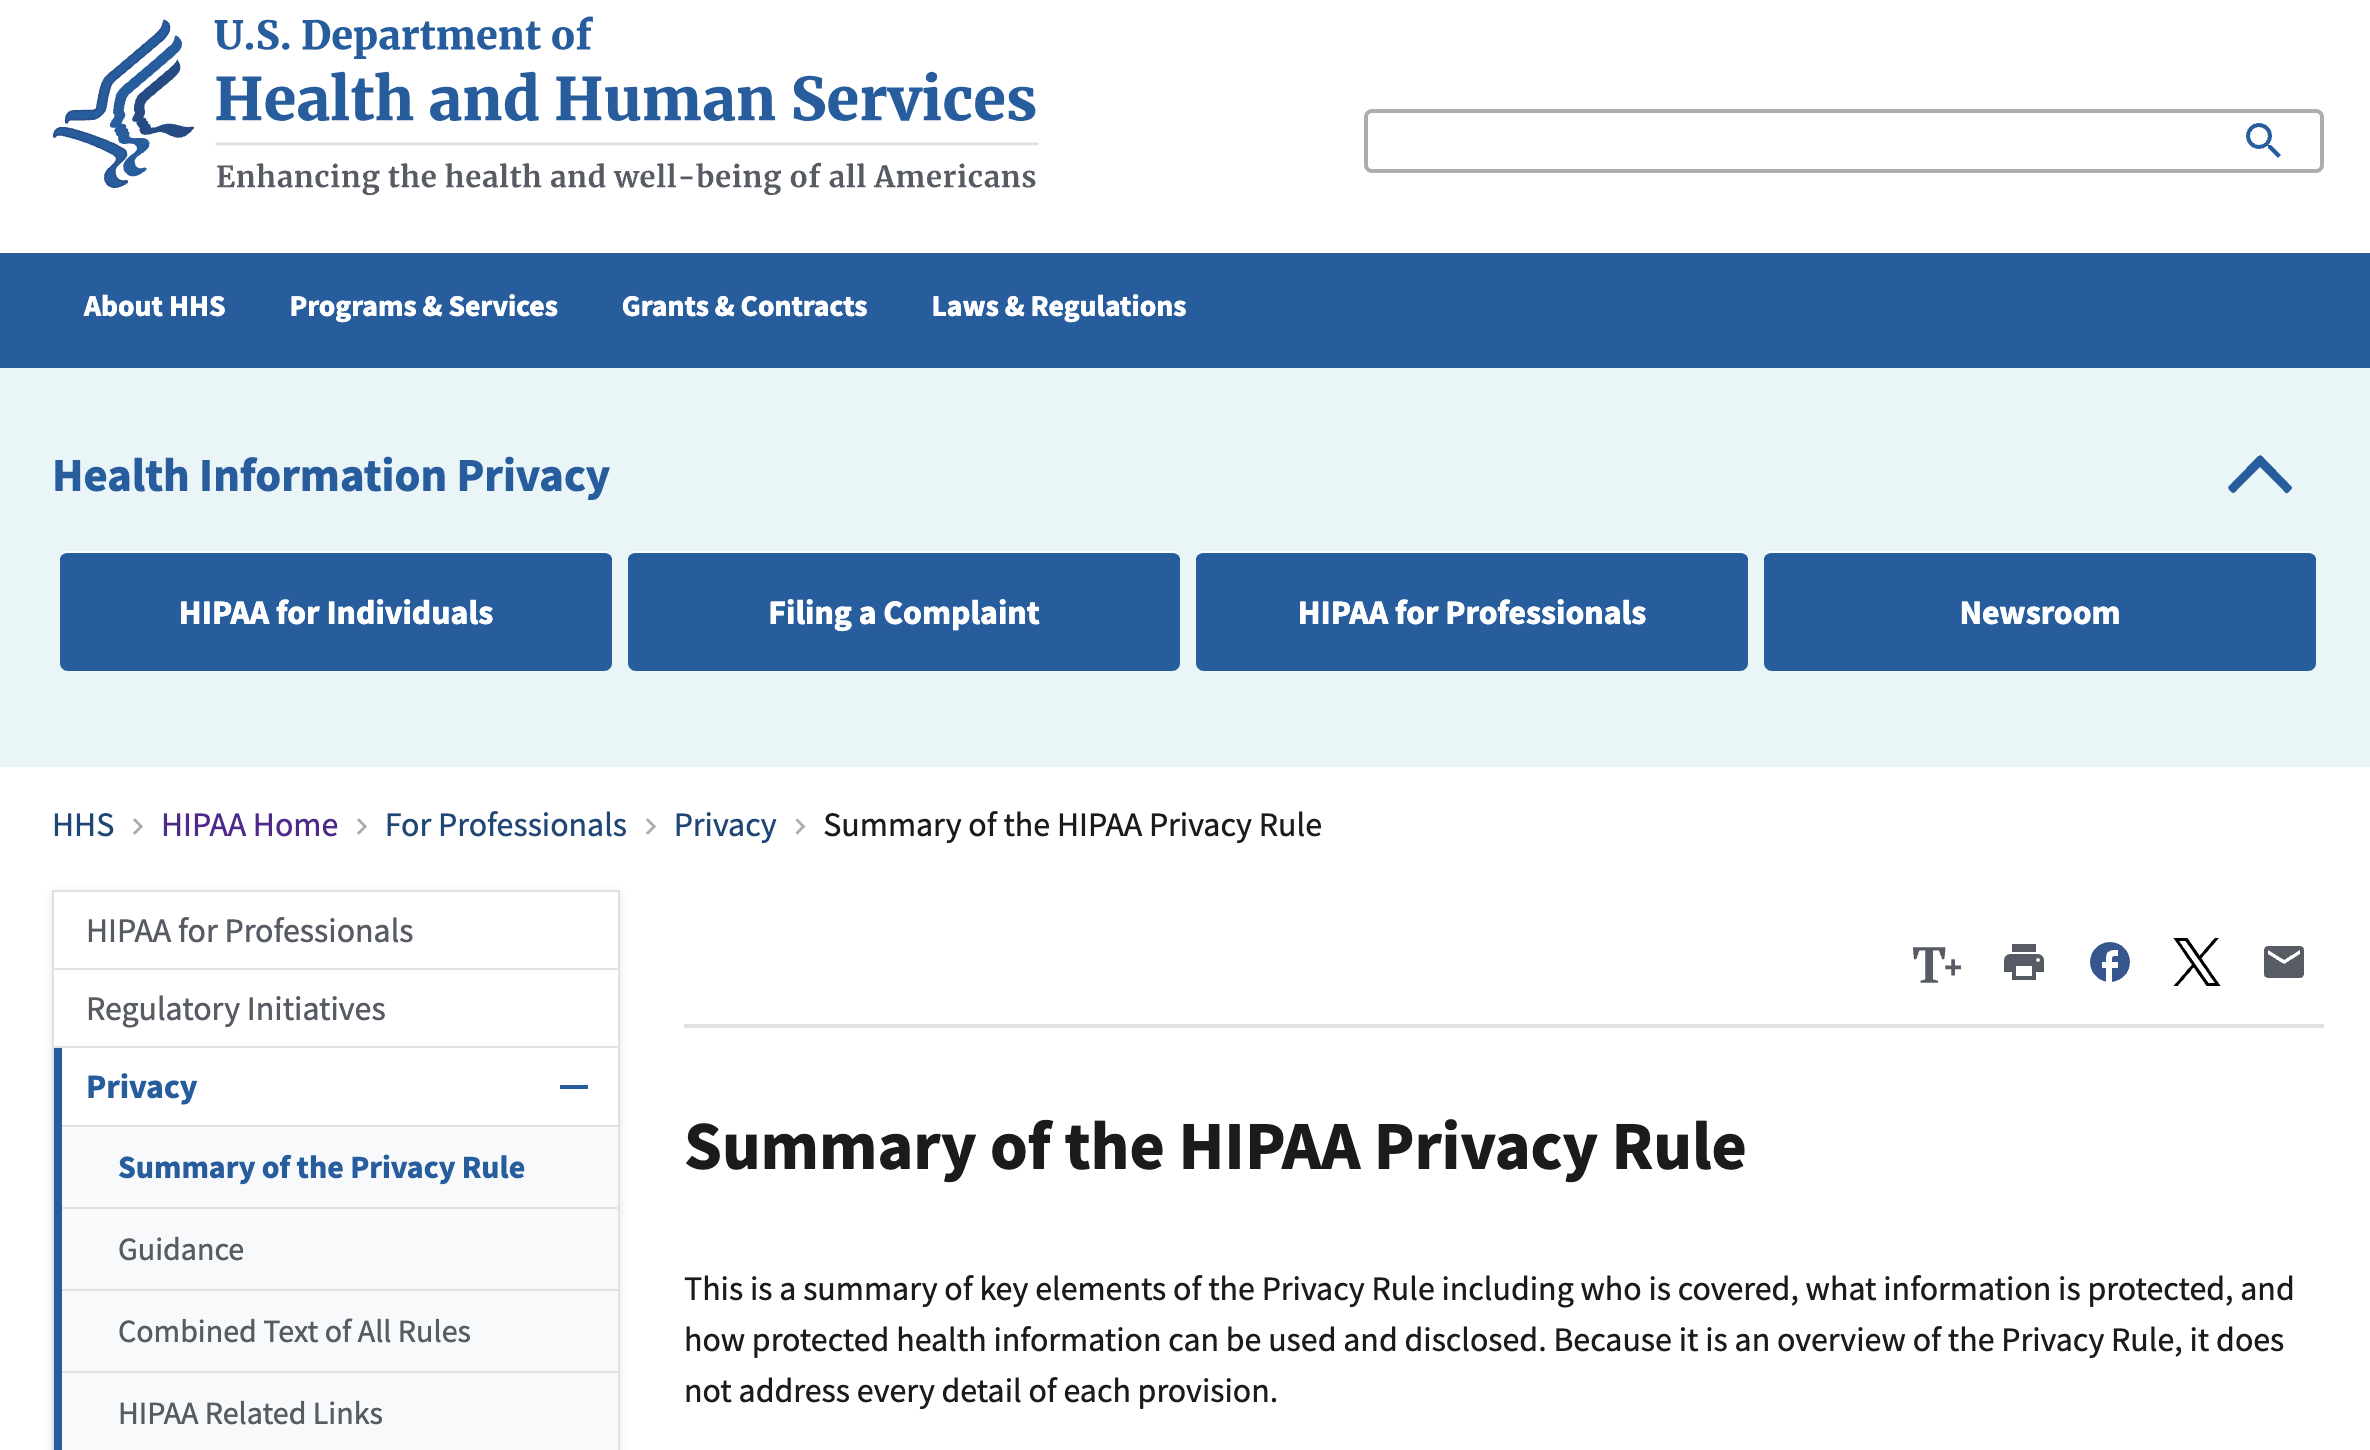 U.S. Department of
Health and Human Services
Enhancing the health and well-being of all Americans
About HHS Programs & Services Grants & Contracts Laws & Regulations
Health Information Privacy
HIPAA for Individuals Filing a Complaint HIPAA for Professionals Newsroom
HHS > HIPAA Home > For Professionals > Privacy > Summary of the HIPAA Privacy Rule
HIPAA for Professionals
Regulatory Initiatives
Privacy
Summary of the Privacy Rule
Guidance
Combined Text of All Rules
HIPAA Related Links
T+
Summary of the HIPAA Privacy Rule
This is a summary of key elements of the Privacy Rule including who is covered, what information is protected, and
how protected health information can be used and disclosed. Because it is an overview of the Privacy Rule, it does
not address every detail of each provision.